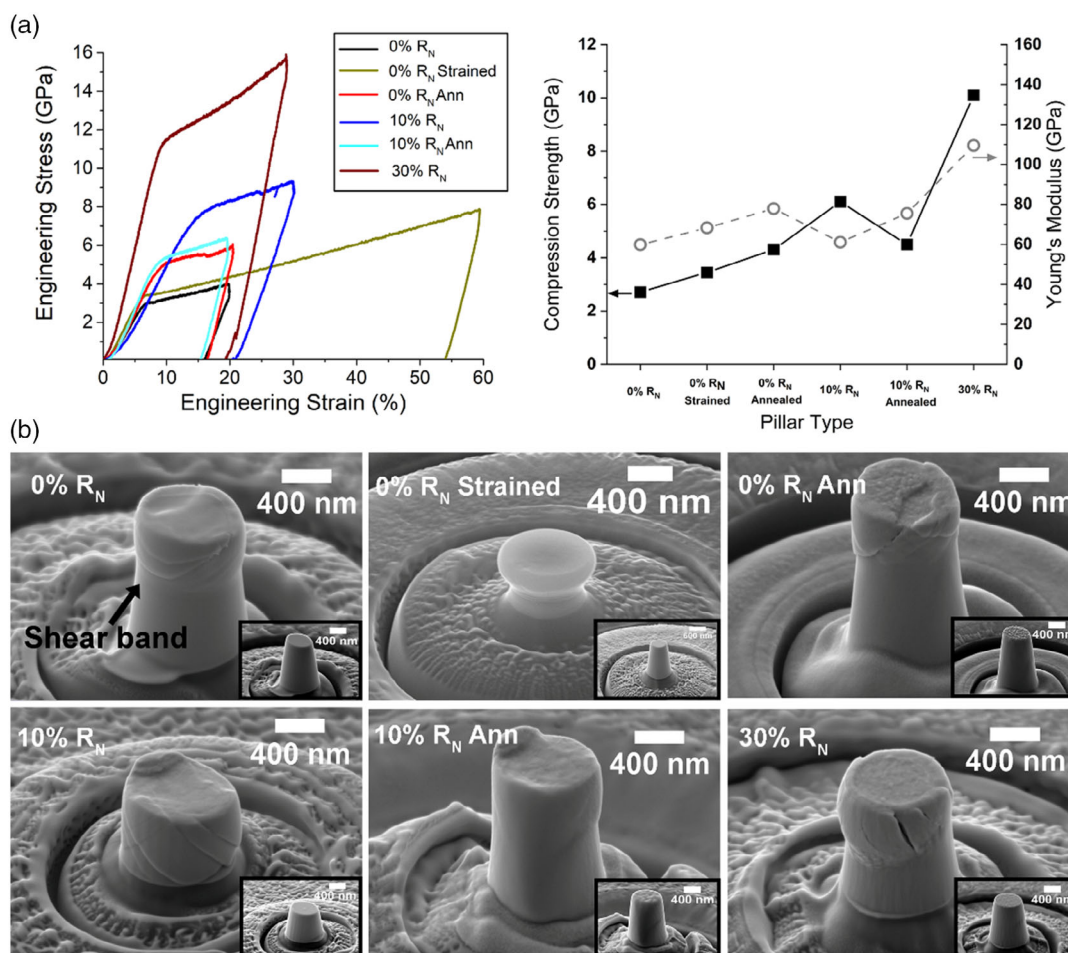 (a)
16
14
12
10
8
6
4
2
0
10
20
30
40
50
60
Engineering Stress (GPa)
Engineering Strain (%)
0% R_N
0% R_N Strained
0% R_N Ann
10% R_N
10% R_N Ann
30% R_N
12
10
8
6
4
2
0
Compression Strength (GPa)
160
140
120
100
80
60
40
20
0
Young's Modulus (GPa)
0% R_N
0% R_N
Strained
0% R_N
Annealed
10% R_N
10% R_N
Annealed
30% R_N
Pillar Type
(b)
0% R_N
400 nm
Shear band
400 nm
0% R_N Strained
400 nm
0% R_N Ann
400 nm
400 nm
10% R_N
400 nm
400 nm
10% R_N Ann
400 nm
400 nm
30% R_N
400 nm
400 nm